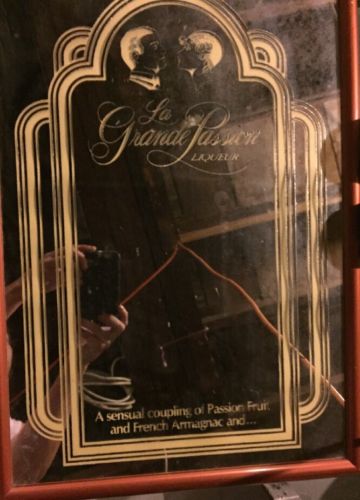 La
Grande Passion
LIQUEUR
A sensual coupling of Passion Fruit
and French Armagnac and...